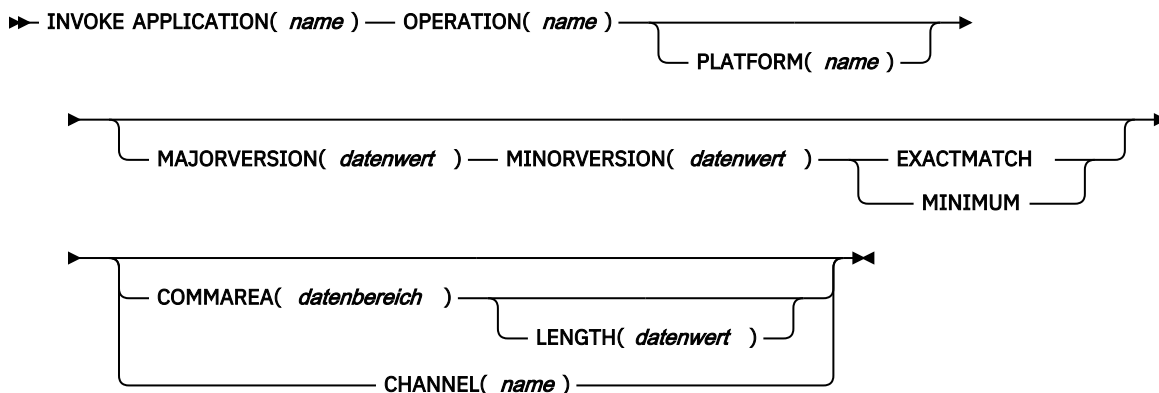 INVOKE APPLICATION( name ) OPERATION( name )
PLATFORM( name )
MAJORVERSION( datenwert ) MINORVERSION( datenwert ) EXACTMATCH
MINIMUM
COMMAREA( datenbereich )
LENGTH( datenwert )
CHANNEL( name )